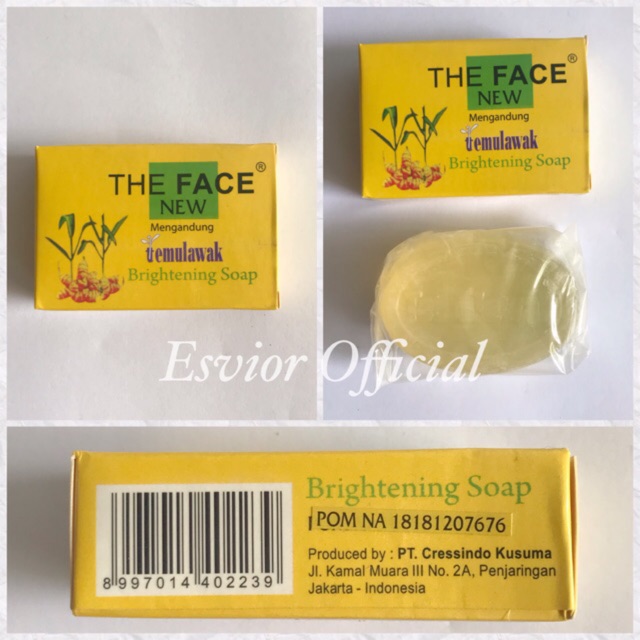 THE FACE®
NEW
Mengandung
temulawak
Brightening Soap
THE FACE®
NEW
Mengandung
temulawak
Brightening Soap
Esvior Official
Brightening Soap
POM NA 18181207676
Produced by : PT. Cressindo Kusuma
Jl. Kamal Muara III No. 2A, Penjaringan
Jakarta - Indonesia
8 997014 402239